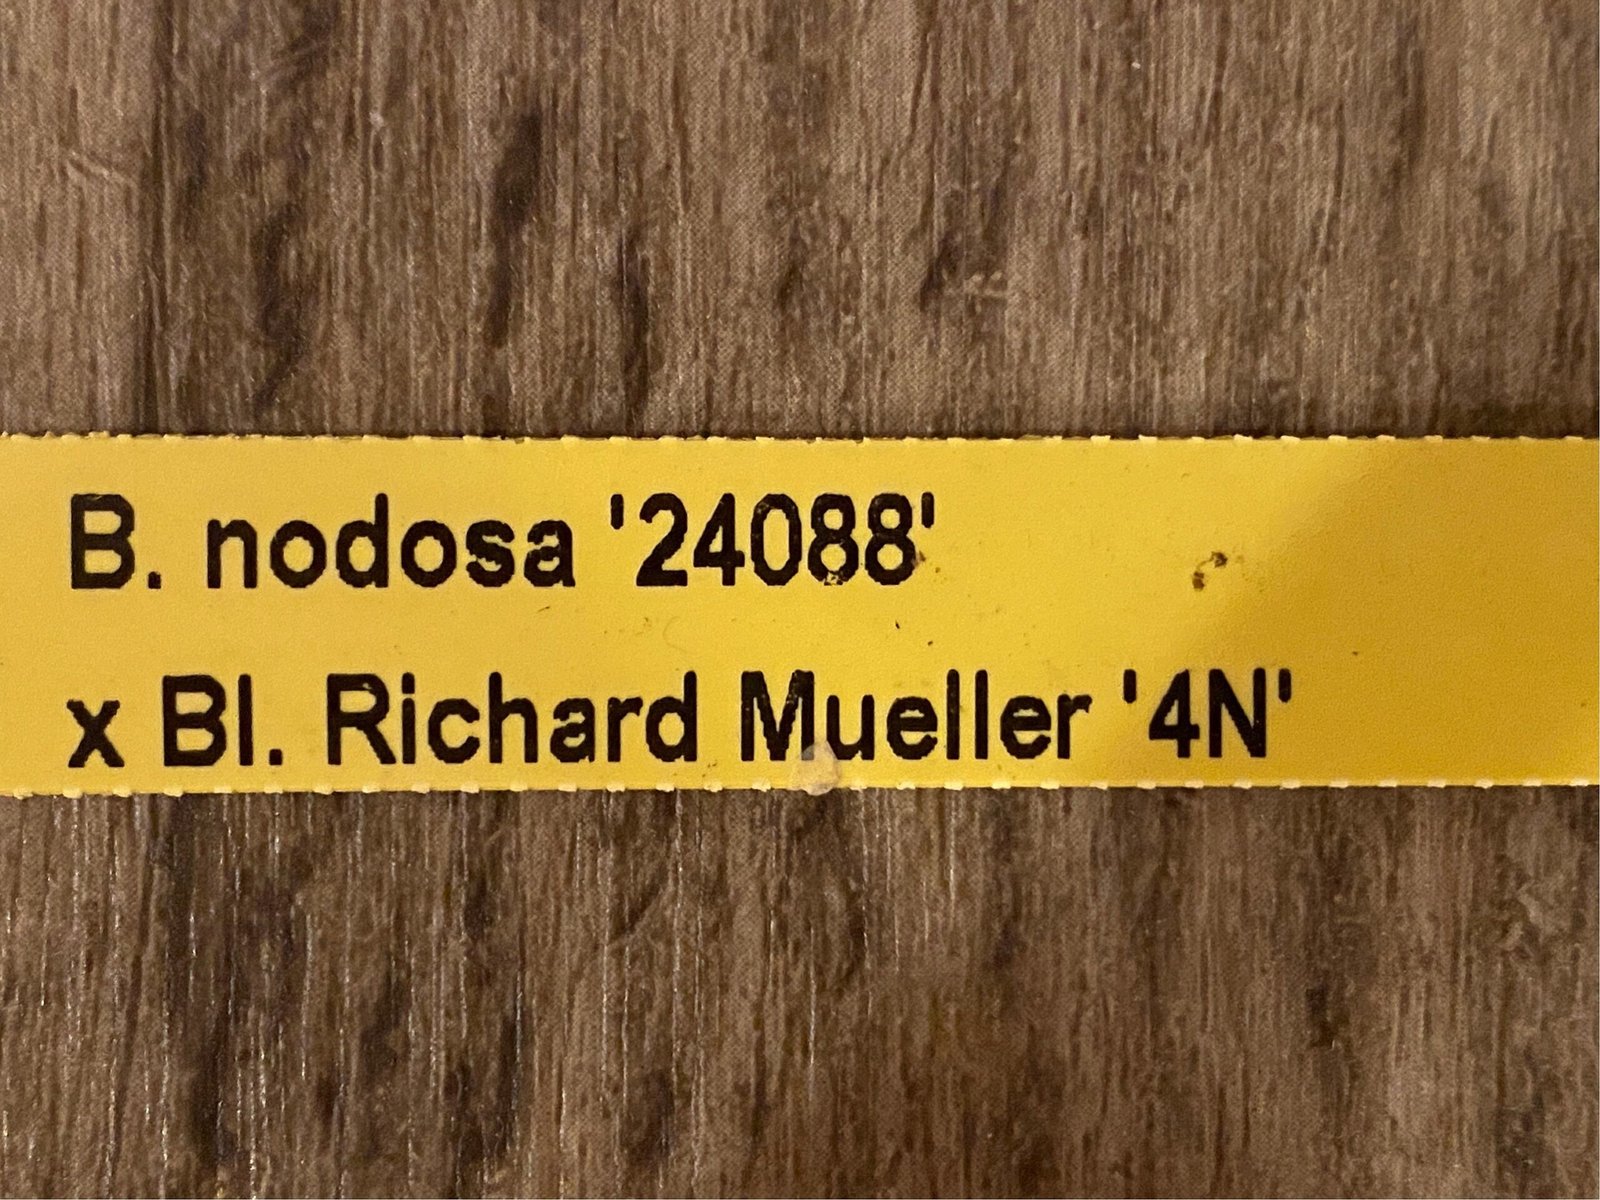 B. nodosa '24088'
x Bl. Richard Mueller '4N'